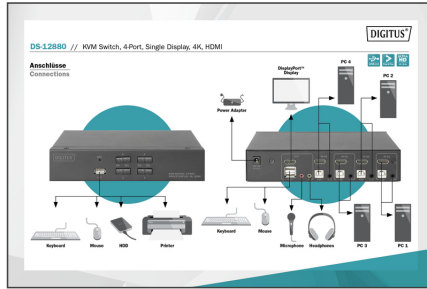 DIGITUS®
DS-12880 // KVM Switch, 4-Port, Single Display, 4K, HDMI
Anschlüsse
Connections
DisplayPort™
Display
PC 4
PC 2
Power Adapter
DIGITUS
Keyboard
Mouse
HDD
Printer
Keyboard
Mouse
Microphone
Headphones
PC 3
PC 1